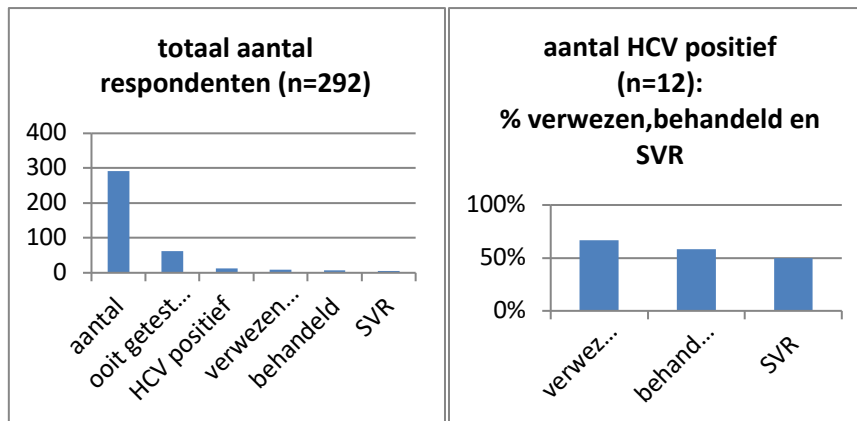 totaal aantal
respondenten (n=292)
400
300
200
100
0
aantal
ooit getest...
HCV positief
verwezen...
behandeld
SVR
aantal HCV positief
(n=12):
% verwezen,behandeld en
SVR
100%
50%
0%
verwez...
behand...
SVR